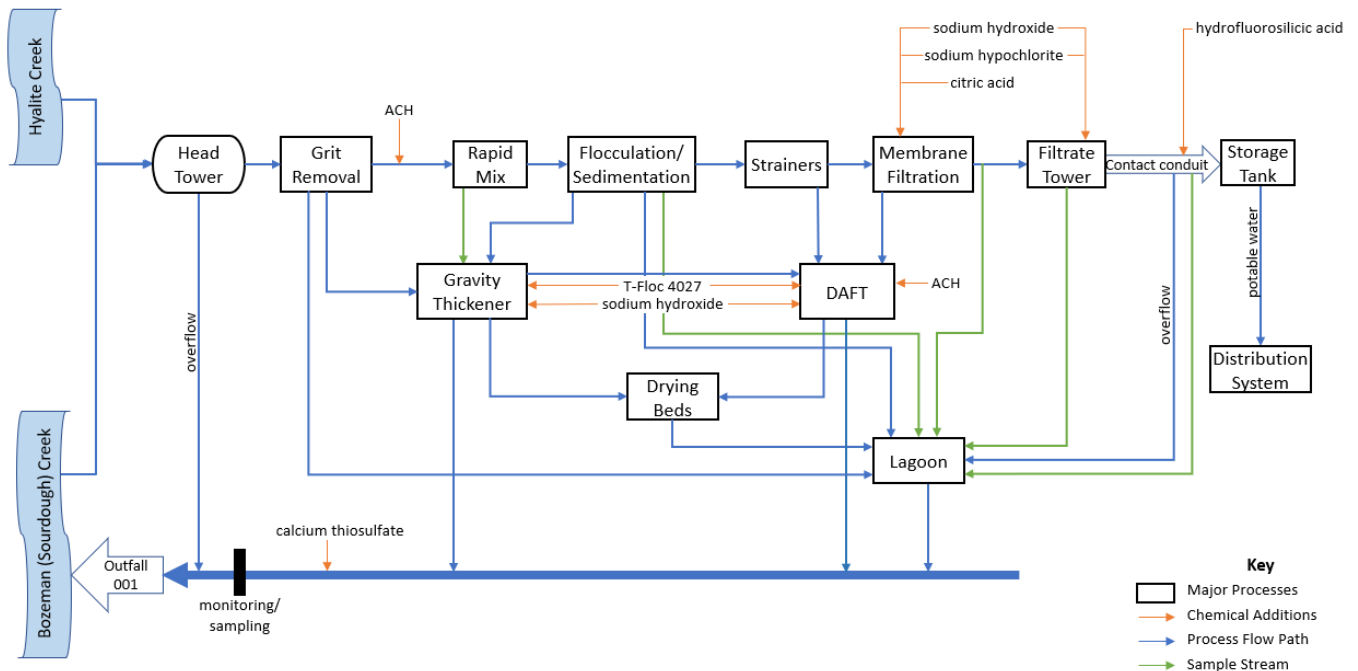 Hyalite Creek
sodium hydroxide
hydrofluorosilicic acid
sodium hypochlorite
citric acid
ACH
Head
Tower
Grit
Removal
Rapid
Mix
Flocculation/
Sedimentation
Strainers
Membrane
Filtration
Filtrate
Tower
Contact conduit
Storage
Tank
Gravity
Thickener
T-Floc 4027
sodium hydroxide
DAFT
ACH
potable water
overflow
overflow
Distribution
System
Drying
Beds
Lagoon
Bozeman (Sourdough) Creek
calcium thiosulfate
Outfall
001
monitoring/
sampling
Key
Major Processes
Chemical Additions
Process Flow Path
Sample Stream